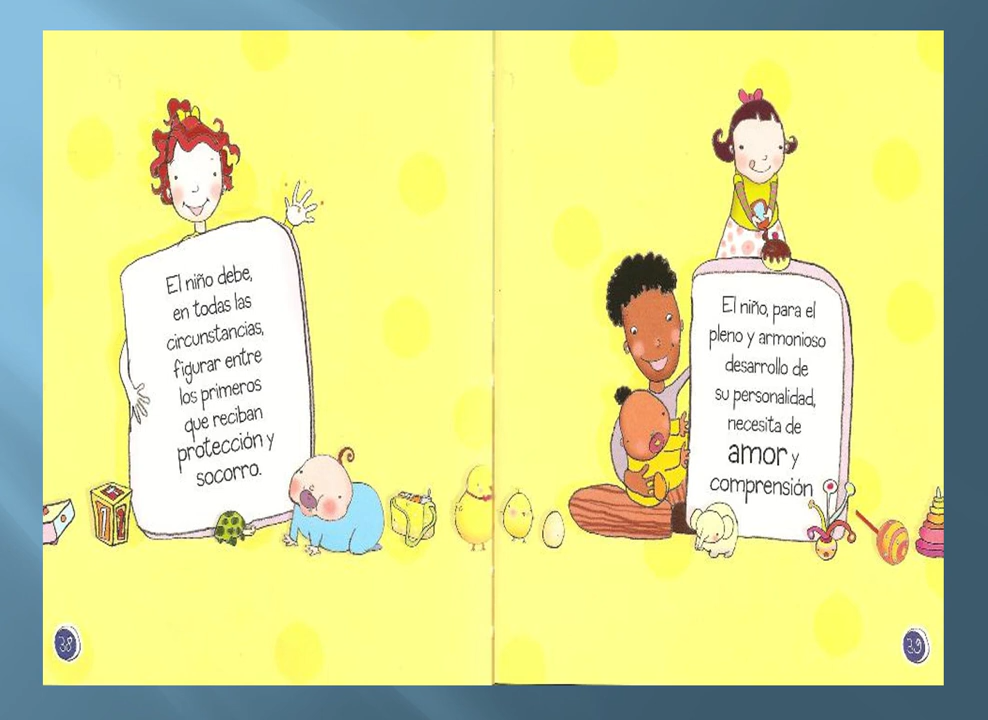 El niño debe,
en todas las
circunstancias,
figurar entre
los primeros
que reciban
protección y
socorro.
38
El niño, para el
pleno y armonioso
desarrollo de
su personalidad,
necesita de
amor y
comprensión
39